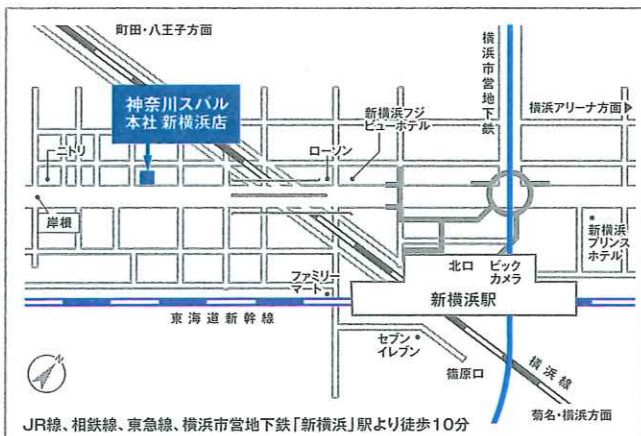 町田・八王子方面
横浜市営地下鉄
神奈川スバル
本社 新横浜店
新横浜フジ
ビューホテル
横浜アリーナ方面
ニトリ
ローソン
岸根
新横浜
プリンス
ホテル
北口
ビック
カメラ
ファミリー
マート
新横浜駅
東海道新幹線
セブン
イレブン
篠原口
横浜線
N
菊名・横浜方面
JR線、相鉄線、東急線、横浜市営地下鉄「新横浜」駅より徒歩10分